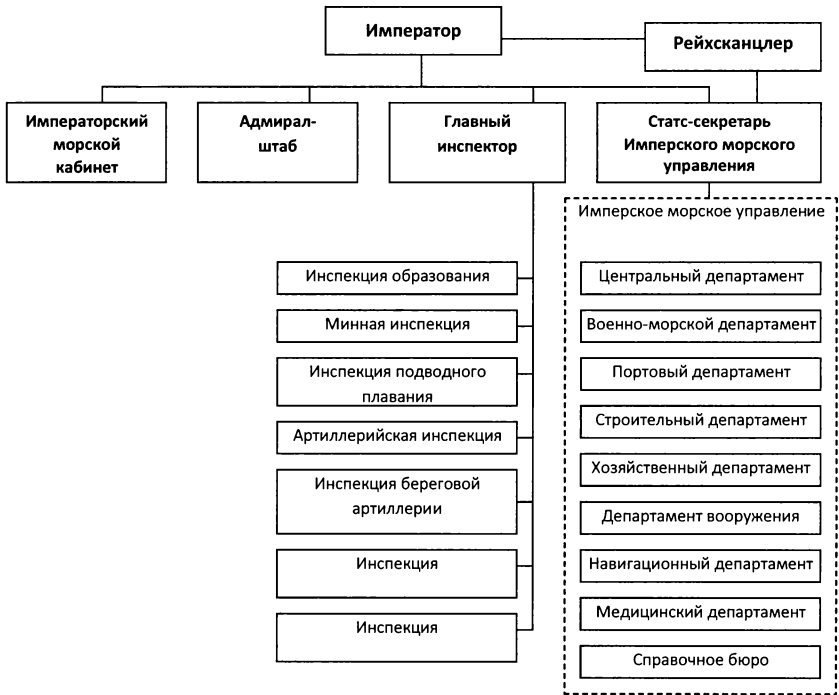 Император
Рейхсканцлер
Императорский
морской
кабинет
Адмирал-
штаб
Главный
инспектор
Статс-секретарь
Имперского морского
управления
Имперское морское управление
Инспекция образования
Минная инспекция
Инспекция подводного
плавания
Артиллерийская инспекция
Инспекция береговой
артиллерии
Инспекция
Инспекция
Центральный департамент
Военно-морской департамент
Портовый департамент
Строительный департамент
Хозяйственный департамент
Департамент вооружения
Навигационный департамент
Медицинский департамент
Справочное бюро